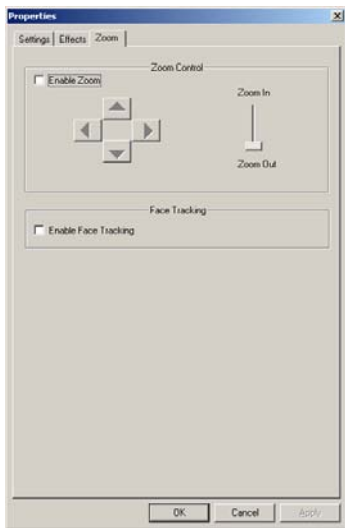 Properties
Settings Effects Zoom
Zoom Control
Enable Zoom
Zoom In
Zoom Out
Face Tracking
Enable Face Tracking
OK Cancel Apply